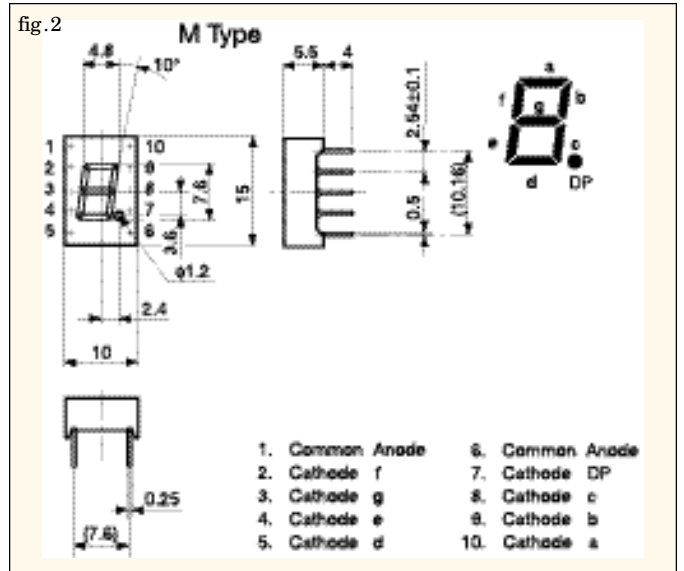 fig.2
M Type
4.8
10°
5.5
4
2.54±0.1
a
f
b
g
e
c
d
DP
1
10
2
9
3
8
4
7
5
6
7.6
3.6
15
0.5
(10.16)
φ1.2
2.4
10
0.25
(7.6)
1. Common Anode
2. Cathode f
3. Cathode g
4. Cathode e
5. Cathode d
6. Common Anode
7. Cathode DP
8. Cathode c
9. Cathode b
10. Cathode a